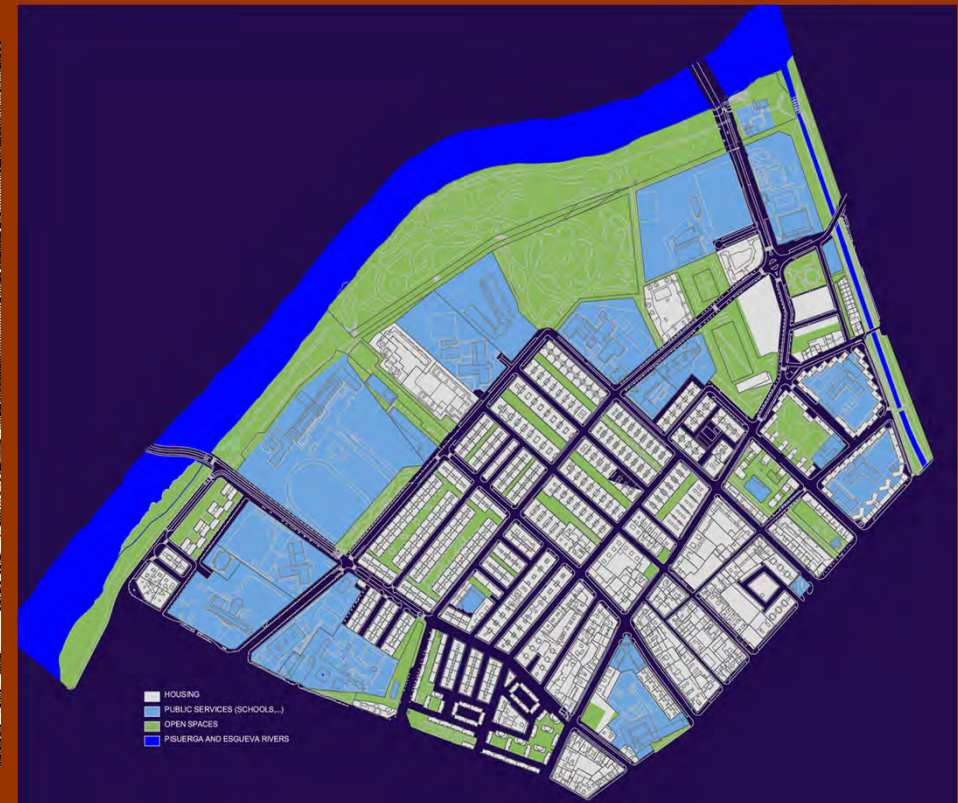 HOUSING
PUBLIC SERVICES (SCHOOLS,...)
OPEN SPACES
PISUERGA AND ESGUEVA RIVERS